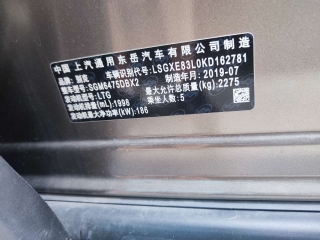 中国 上汽通用东岳汽车有限公司制造
品牌: 别克 车辆识别代号: LSGXE83L0KD162781
整车型号: SGM6475DBX2 制造年月: 2019-07
发动机型号: LTG 最大允许总质量(kg): 2275
发动机排量(mL): 1998 乘坐人数: 5
发动机最大净功率(kW): 186